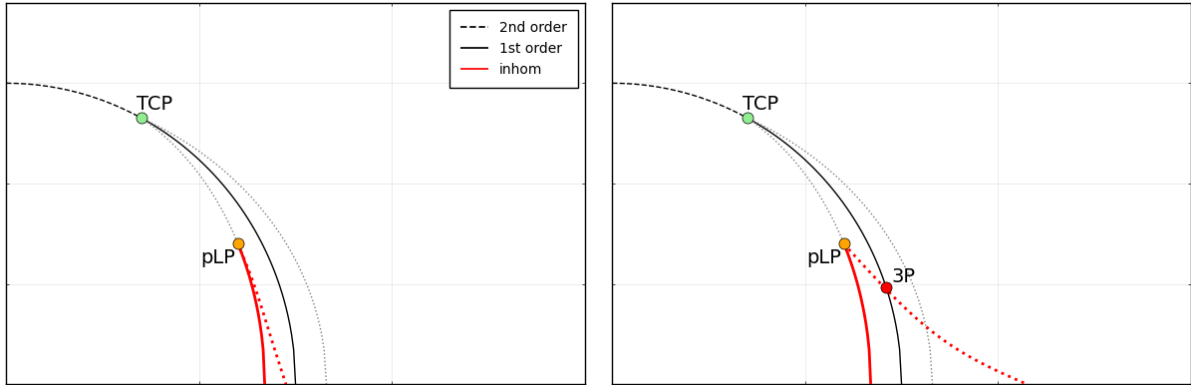 2nd order
1st order
inhom
TCP
pLP
TCP
pLP
3P